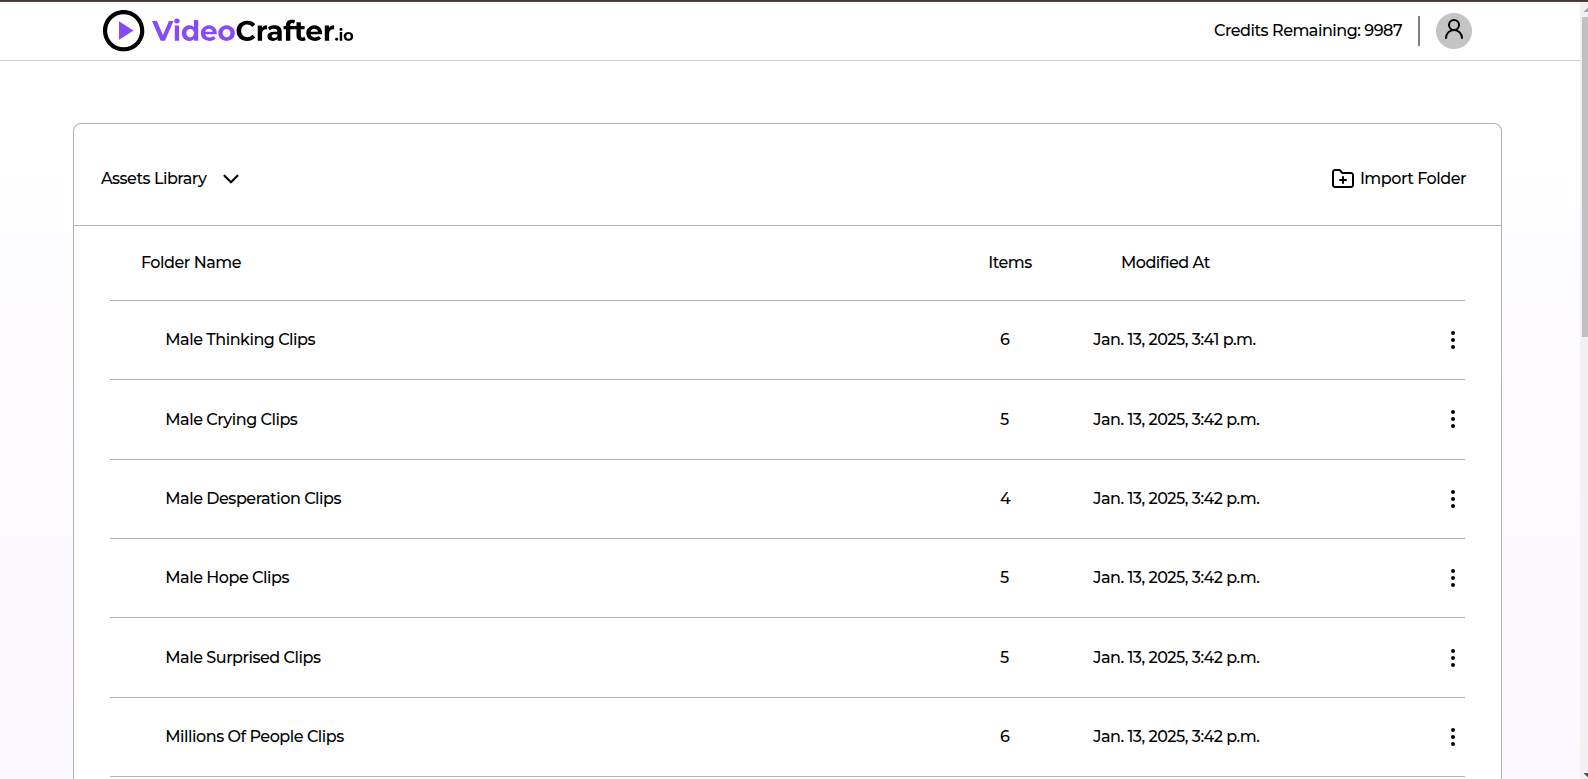 VideoCrafter.io
Credits Remaining: 9987
Assets Library
Import Folder
Folder Name Items Modified At
Male Thinking Clips 6 Jan. 13, 2025, 3:41 p.m.
Male Crying Clips 5 Jan. 13, 2025, 3:42 p.m.
Male Desperation Clips 4 Jan. 13, 2025, 3:42 p.m.
Male Hope Clips 5 Jan. 13, 2025, 3:42 p.m.
Male Surprised Clips 5 Jan. 13, 2025, 3:42 p.m.
Millions Of People Clips 6 Jan. 13, 2025, 3:42 p.m.